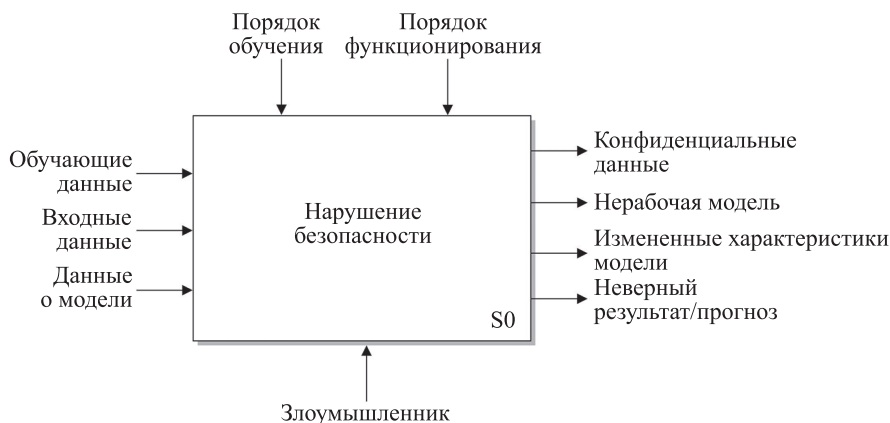 Порядок
обучения
Порядок
функционирования
Обучающие
данные
Входные
данные
Данные
о модели
Нарушение
безопасности
S0
Конфиденциальные
данные
Нерабочая модель
Измененные характеристики
модели
Неверный
результат/прогноз
Злоумышленник